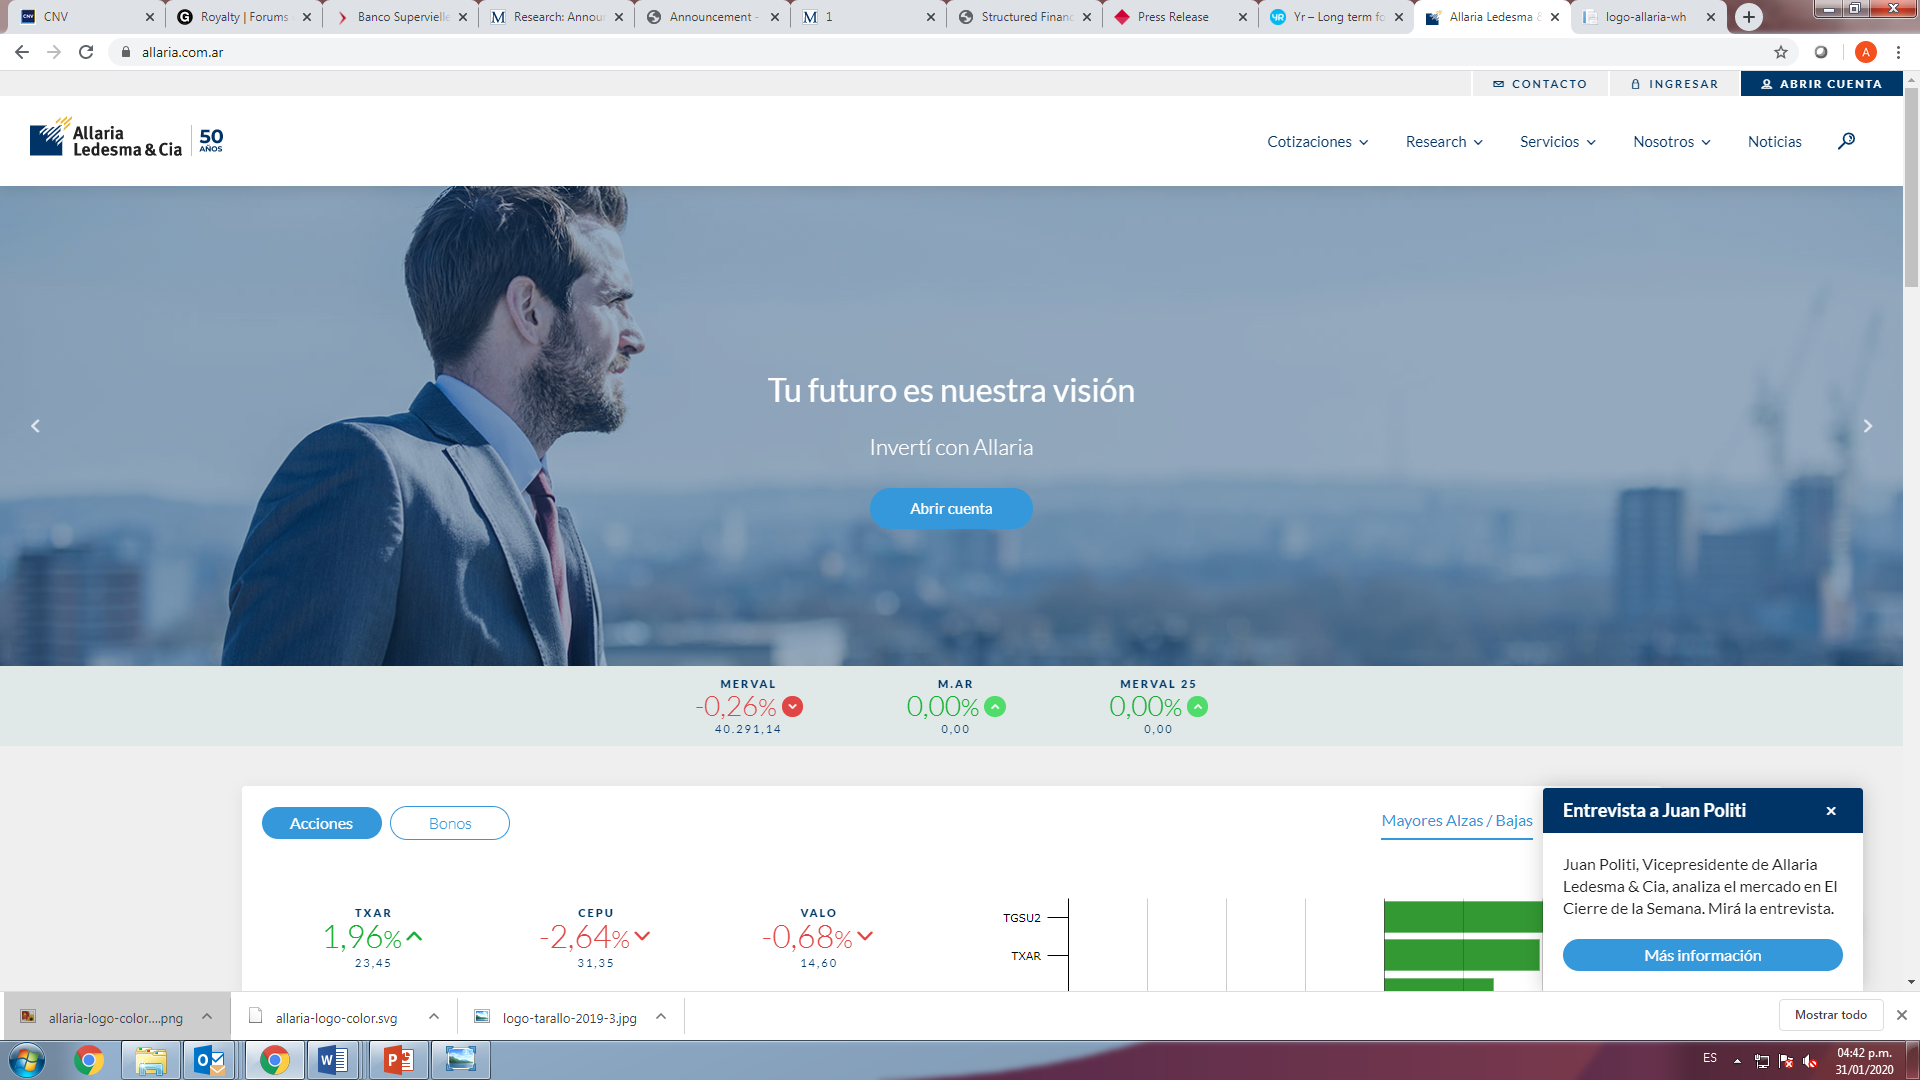 CNV
Royalty | Forums
Banco Supervielle
Research: Annou
Announcement -
1
Structured Financ
Press Release
Yr – Long term fo
Allaria Ledesma &
logo-allaria-wh
allaria.com.ar
A
CONTACTO
INGRESAR
ABRIR CUENTA
Allaria
Ledesma & Cia
50
AÑOS
Cotizaciones
Research
Servicios
Nosotros
Noticias
Tu futuro es nuestra visión
Invertí con Allaria
Abrir cuenta
MERVAL
-0,26%
40.291,14
M.AR
0,00%
0,00
MERVAL 25
0,00%
0,00
Acciones
Bonos
Mayores Alzas / Bajas
TXAR
1,96%
23,45
CEPU
-2,64%
31,35
VALO
-0,68%
14,60
TGSU2
TXAR
Entrevista a Juan Politi
Juan Politi, Vicepresidente de Allaria
Ledesma & Cia, analiza el mercado en El
Cierre de la Semana. Mirá la entrevista.
Más información
allaria-logo-color....png
allaria-logo-color.svg
logo-tarallo-2019-3.jpg
Mostrar todo
ES
04:42 p.m.
31/01/2020